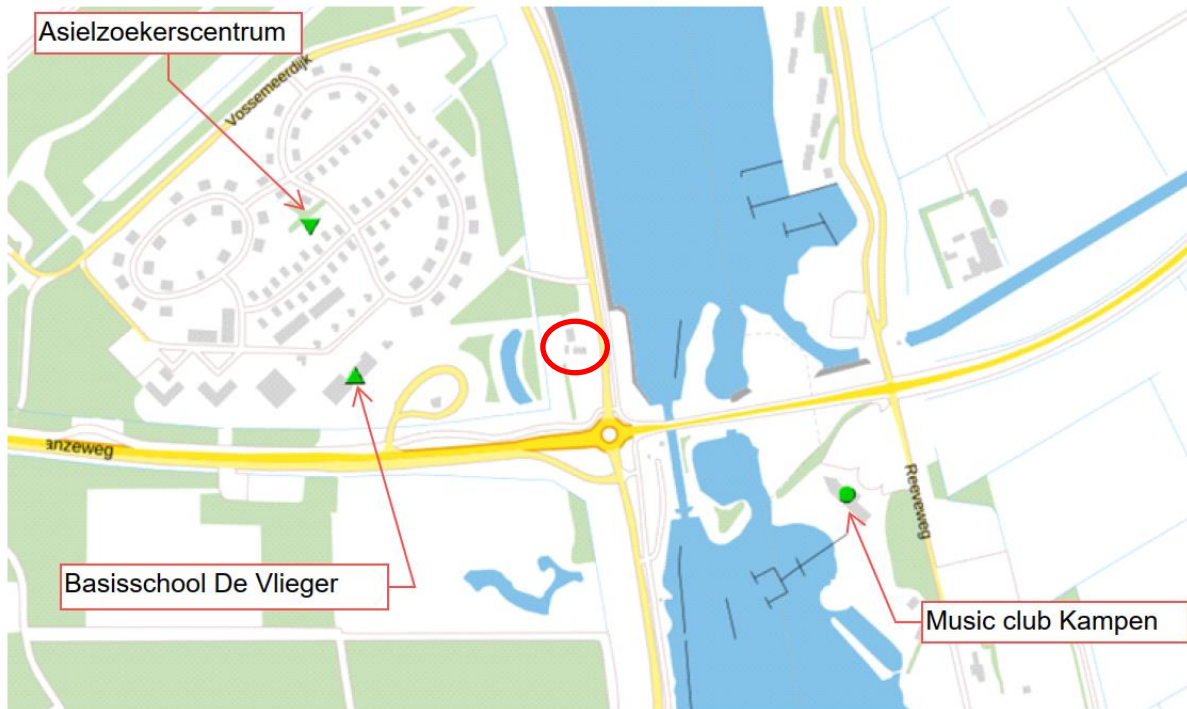 Asielzoekerscentrum
Vossemeerdijk
anzeweg
Reeveweg
Basisschool De Vlieger
Music club Kampen